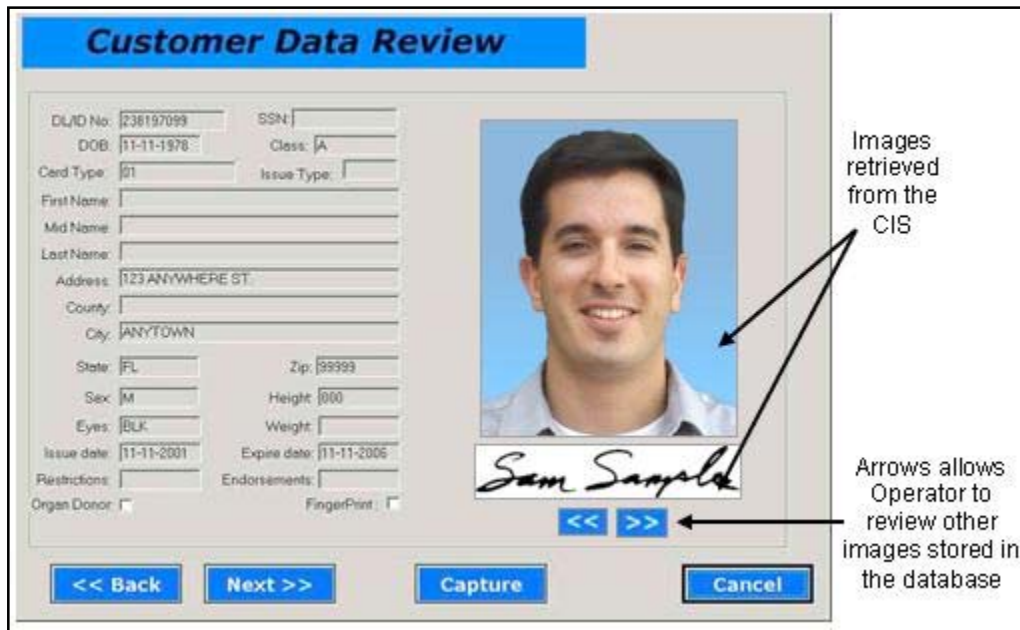 Customer Data Review
DL/ID No: 238197099 SSN:
DOB: 11-11-1978 Class: A
Card Type: 01 Issue Type:
First Name:
Mid Name:
Last Name:
Address: 123 ANYWHERE ST.
County:
City: ANYTOWN
State: FL Zip: 99999
Sex: M Height: 000
Eyes: BLK Weight:
Issue date: 11-11-2001 Expire date: 11-11-2006
Restrictions: Endorsements:
Organ Donor: FingerPrint:
Sam Sample
<< >>
<< Back Next >> Capture Cancel
Images
retrieved
from the
CIS
Arrows allows
Operator to
review other
images stored in
the database